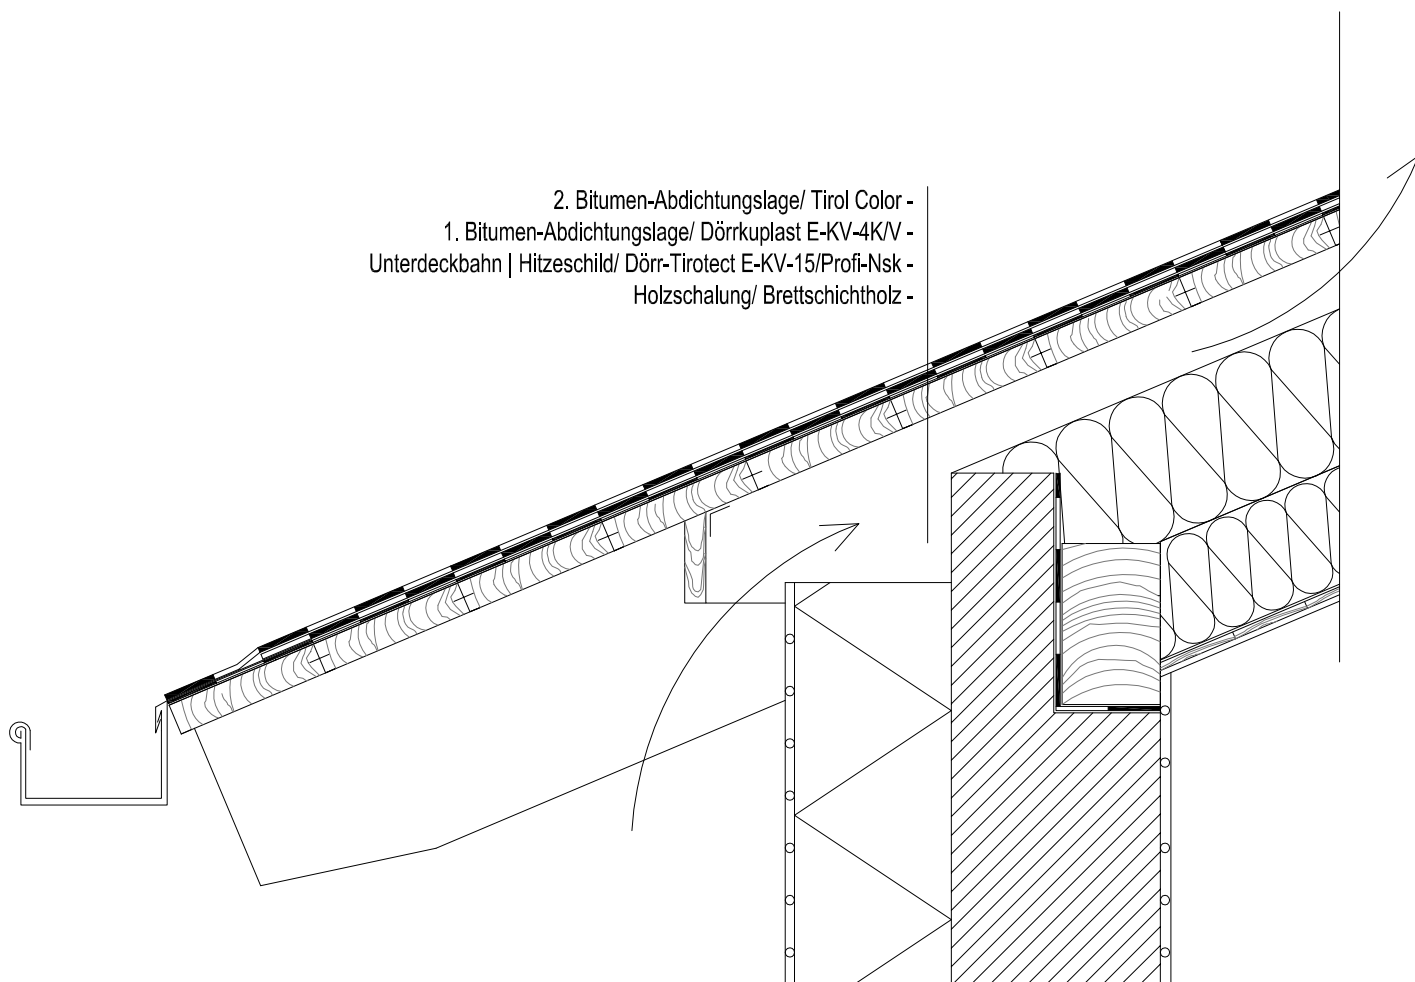 2. Bitumen-Abdichtungslage/ Tirol Color -
1. Bitumen-Abdichtungslage/ Dörrkuplast E-KV-4K/V -
Unterdeckbahn | Hitzeschild/ Dörr-Tirotect E-KV-15/Profi-Nsk -
Holzschalung/ Brettschichtholz -